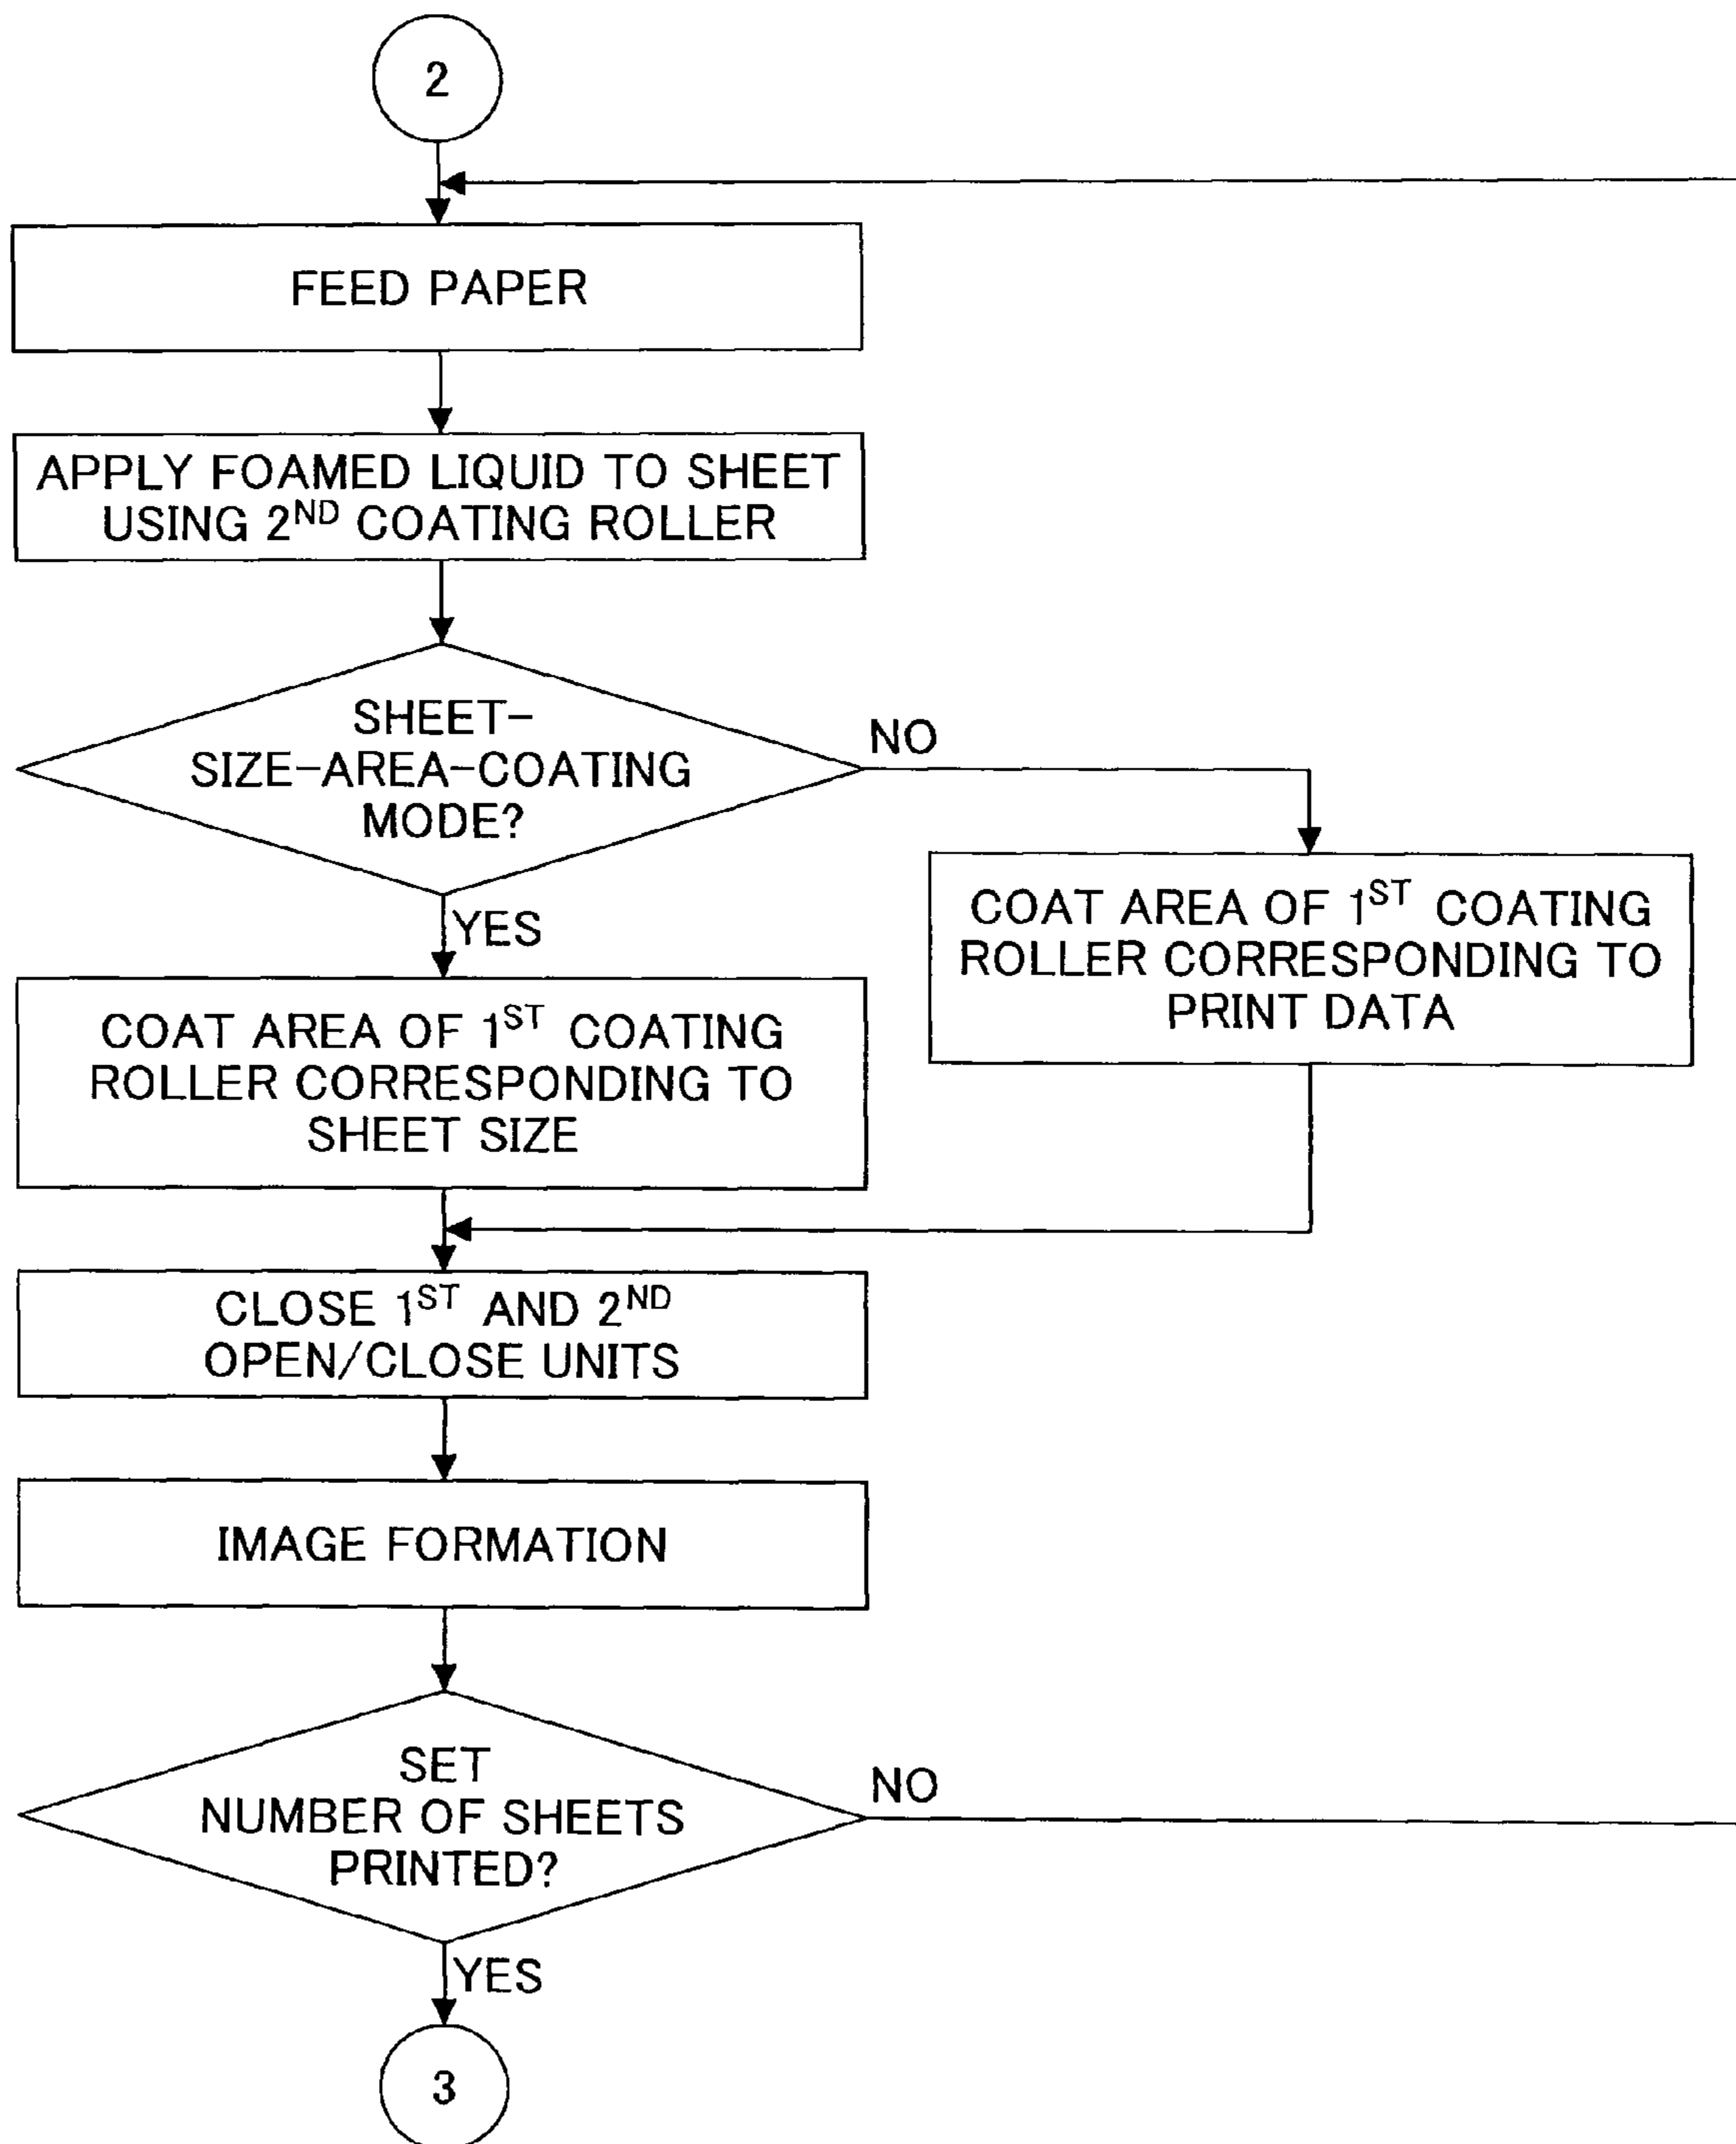 2
FEED PAPER
APPLY FOAMED LIQUID TO SHEET
USING 2ND COATING ROLLER
SHEET-
SIZE-AREA-COATING
MODE?
NO
YES
COAT AREA OF 1ST COATING
ROLLER CORRESPONDING TO
PRINT DATA
COAT AREA OF 1ST COATING
ROLLER CORRESPONDING TO
SHEET SIZE
CLOSE 1ST AND 2ND
OPEN/CLOSE UNITS
IMAGE FORMATION
SET
NUMBER OF SHEETS
PRINTED?
NO
YES
3